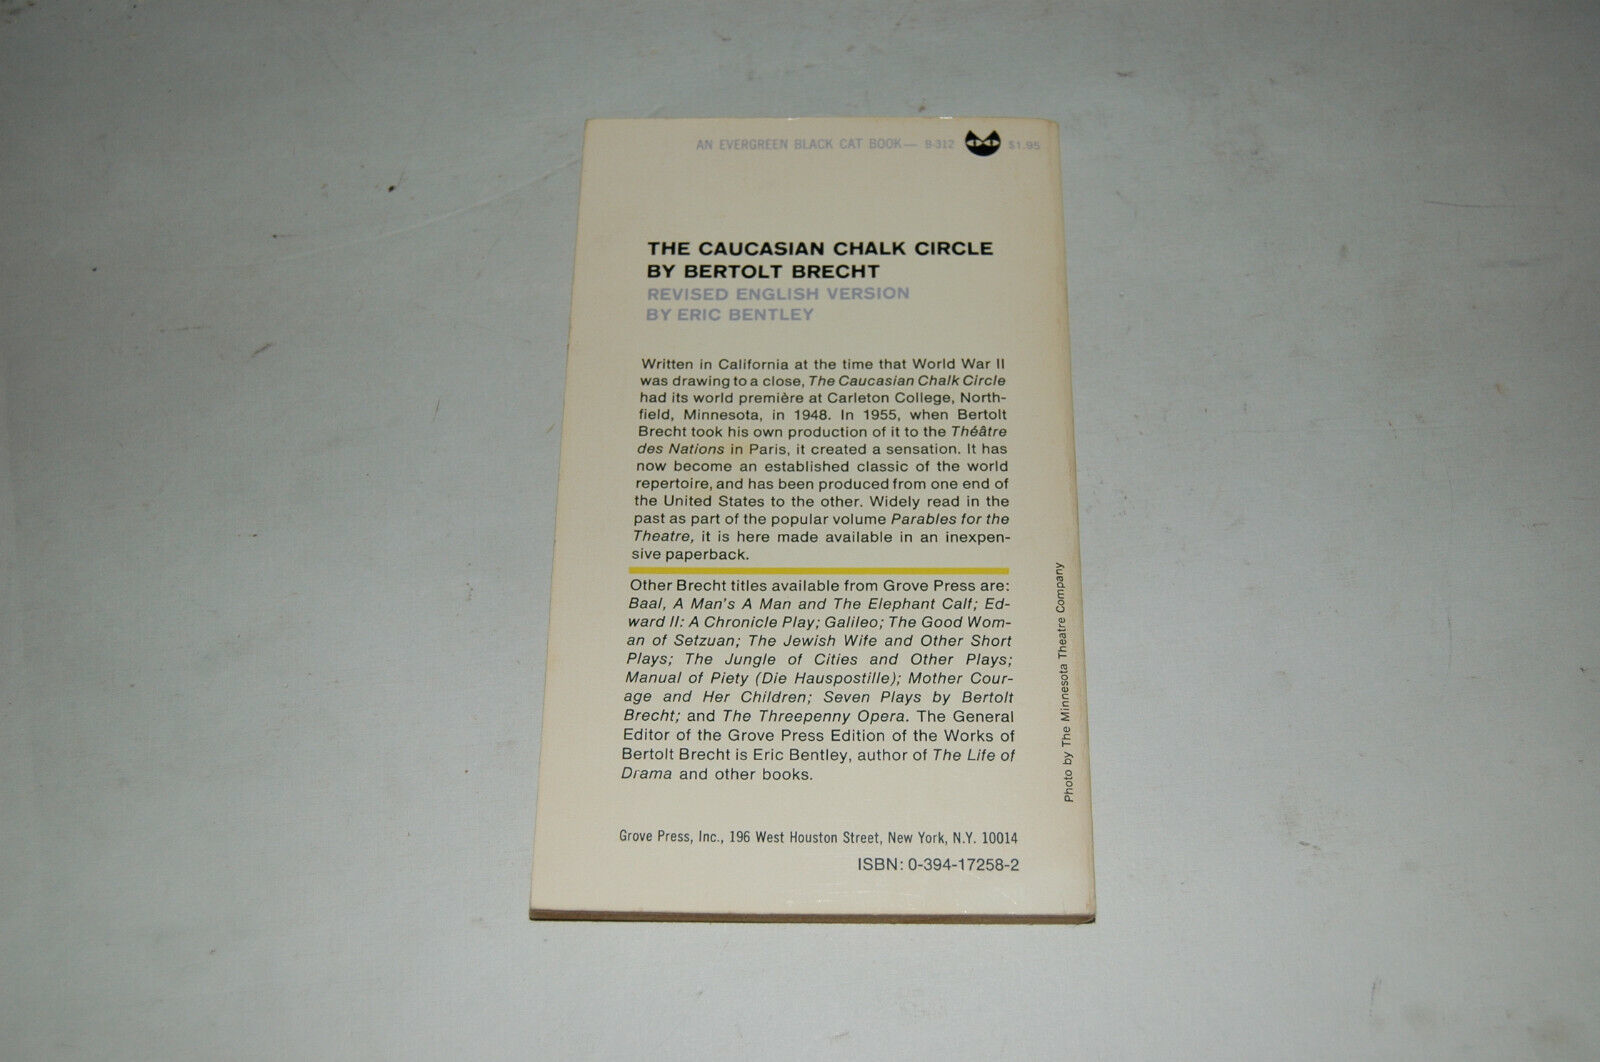 AN EVERGREEN BLACK CAT BOOK— B-312 $1.95
THE CAUCASIAN CHALK CIRCLE
BY BERTOLT BRECHT
REVISED ENGLISH VERSION
BY ERIC BENTLEY
Written in California at the time that World War II
was drawing to a close, The Caucasian Chalk Circle
had its world première at Carleton College, North-
field, Minnesota, in 1948. In 1955, when Bertolt
Brecht took his own production of it to the Théâtre
des Nations in Paris, it created a sensation. It has
now become an established classic of the world
repertoire, and has been produced from one end of
the United States to the other. Widely read in the
past as part of the popular volume Parables for the
Theatre, it is here made available in an inexpen-
sive paperback.
Other Brecht titles available from Grove Press are:
Baal, A Man's A Man and The Elephant Calf; Ed-
ward II: A Chronicle Play; Galileo; The Good Wom-
an of Setzuan; The Jewish Wife and Other Short
Plays; The Jungle of Cities and Other Plays;
Manual of Piety (Die Hauspostille); Mother Cour-
age and Her Children; Seven Plays by Bertolt
Brecht; and The Threepenny Opera. The General
Editor of the Grove Press Edition of the Works of
Bertolt Brecht is Eric Bentley, author of The Life of
Drama and other books.
Photo by The Minnesota Theatre Company
Grove Press, Inc., 196 West Houston Street, New York, N.Y. 10014
ISBN: 0-394-17258-2